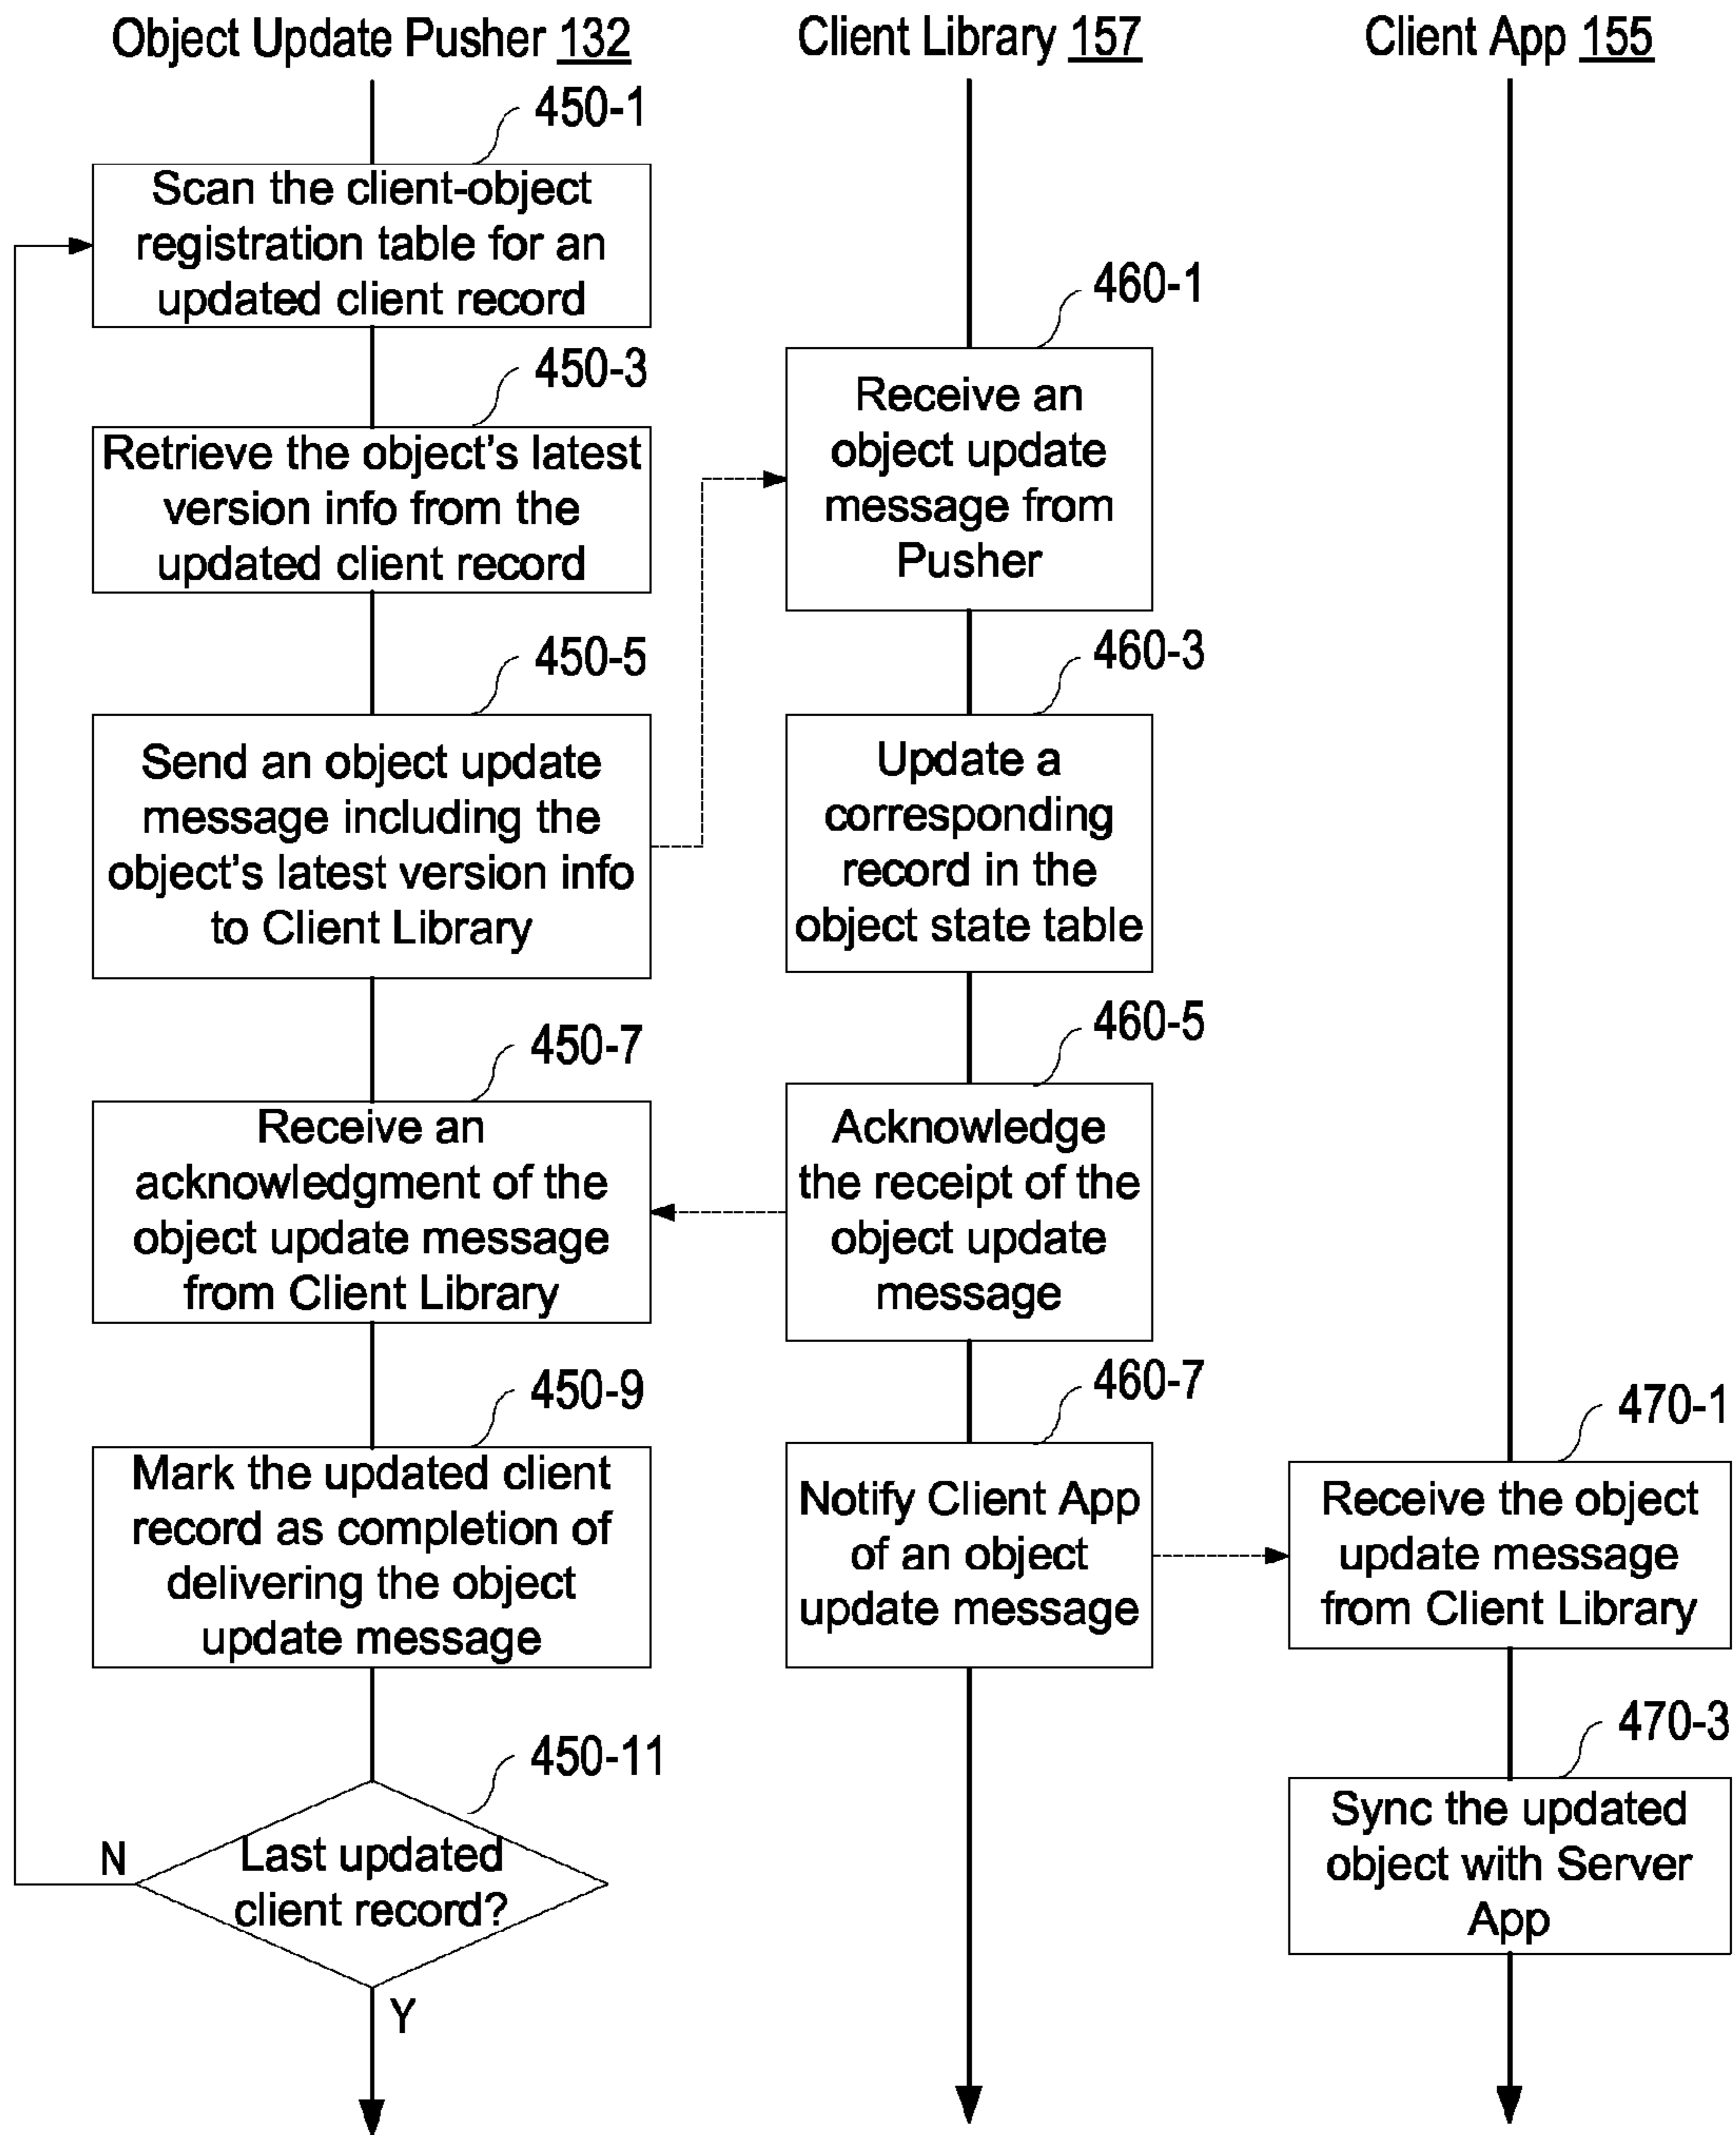 Object Update Pusher 132
Client Library 157
Client App 155
450-1
Scan the client-object
registration table for an
updated client record
450-3
Retrieve the object's latest
version info from the
updated client record
450-5
Send an object update
message including the
object's latest version info
to Client Library
450-7
Receive an
acknowledgment of the
object update message
from Client Library
450-9
Mark the updated client
record as completion of
delivering the object
update message
450-11
Last updated
client record?
N
Y
460-1
Receive an
object update
message from
Pusher
460-3
Update a
corresponding
record in the
object state table
460-5
Acknowledge
the receipt of the
object update
message
460-7
Notify Client App
of an object
update message
470-1
Receive the object
update message
from Client Library
470-3
Sync the updated
object with Server
App